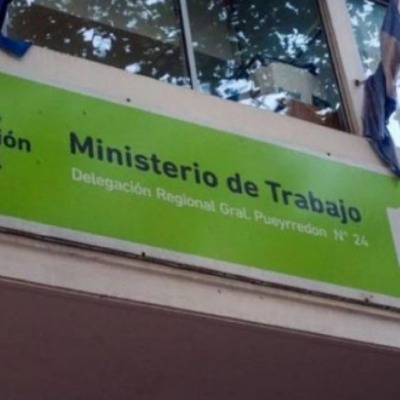 ión
Ministerio de Trabajo
Delegación Regional Gral. Pueyrredon N° 24